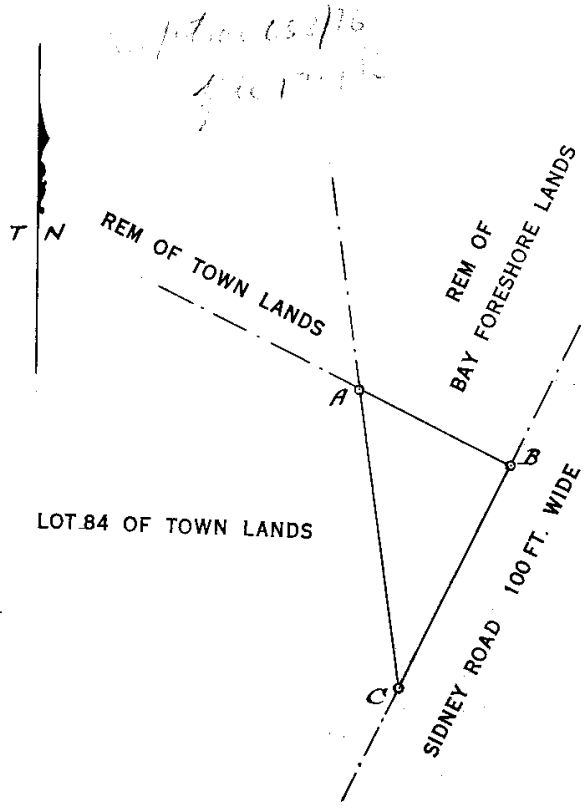 T N
REM OF TOWN LANDS
REM OF
BAY FORESHORE LANDS
A
B
LOT 84 OF TOWN LANDS
SIDNEY ROAD 100 FT. WIDE
C